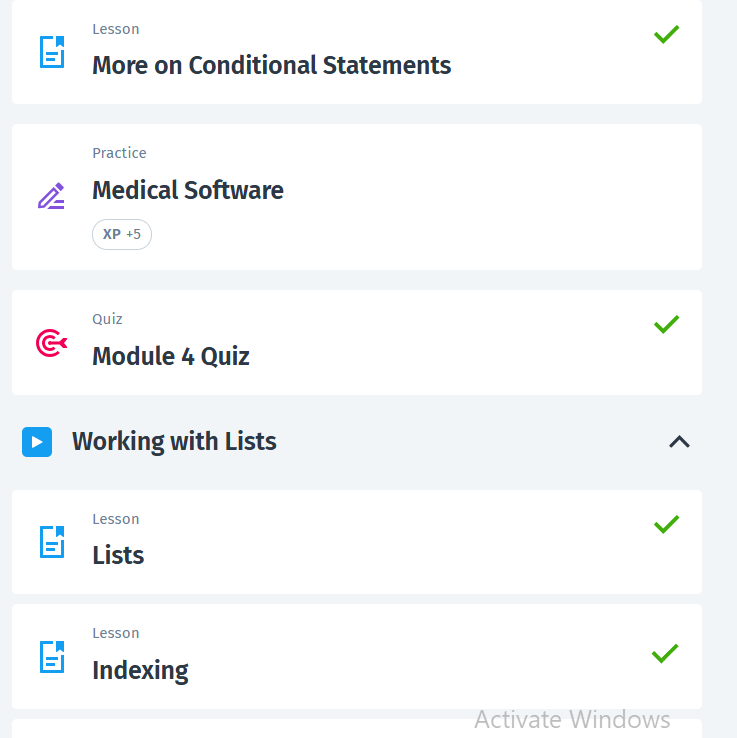 Lesson
More on Conditional Statements
Practice
Medical Software
XP +5
Quiz
Module 4 Quiz
Working with Lists
Lesson
Lists
Lesson
Indexing
Activate Windows